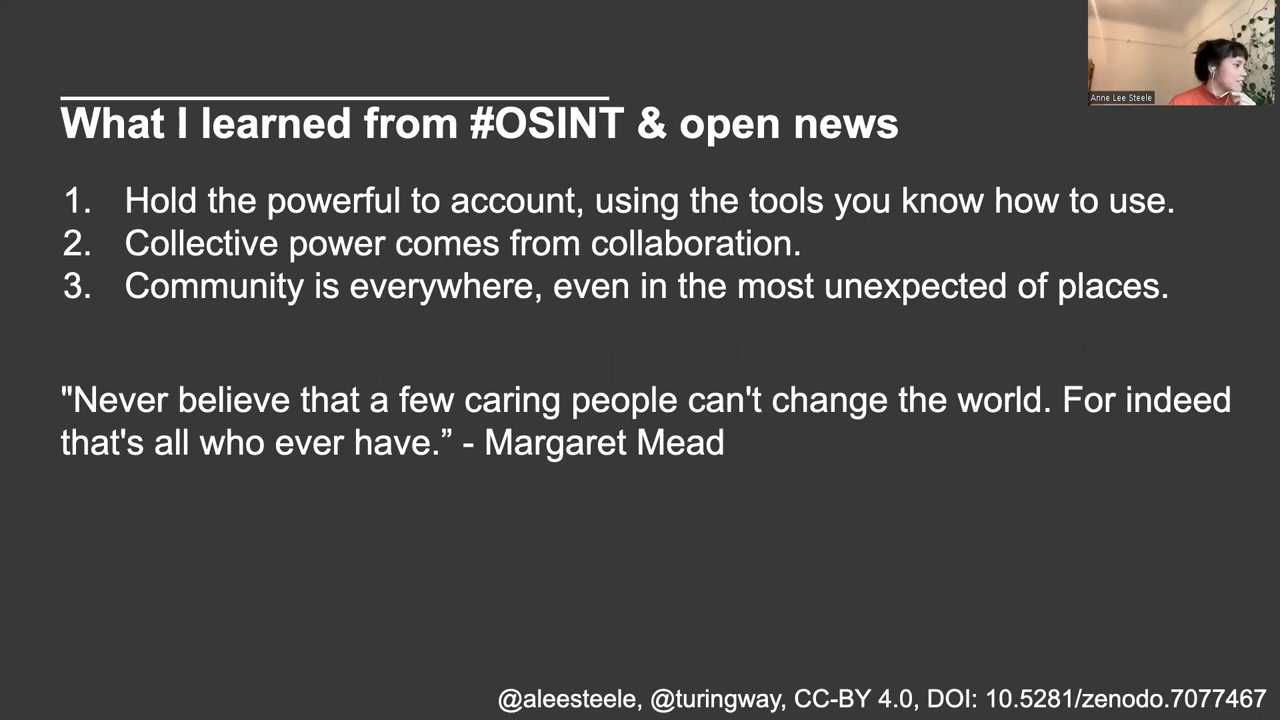 Anne Lee Steele
What I learned from #OSINT & open news
1. Hold the powerful to account, using the tools you know how to use.
2. Collective power comes from collaboration.
3. Community is everywhere, even in the most unexpected of places.
"Never believe that a few caring people can't change the world. For indeed
that's all who ever have.” - Margaret Mead
@aleesteele, @turingway, CC-BY 4.0, DOI: 10.5281/zenodo.7077467